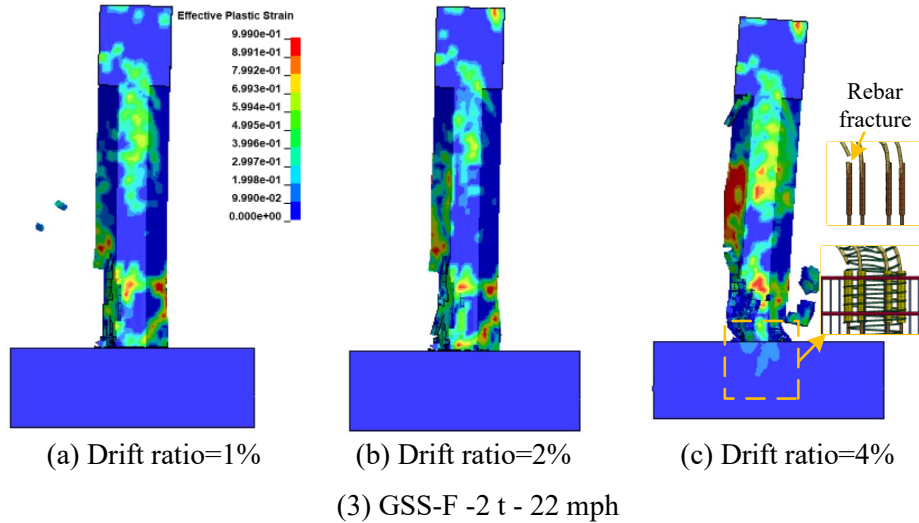 Effective Plastic Strain
9.990e-01
8.991e-01
7.992e-01
6.993e-01
5.994e-01
4.995e-01
3.996e-01
2.997e-01
1.998e-01
9.990e-02
0.000e+00
Rebar
fracture
(a) Drift ratio=1%
(b) Drift ratio=2%
(c) Drift ratio=4%
(3) GSS-F -2 t - 22 mph